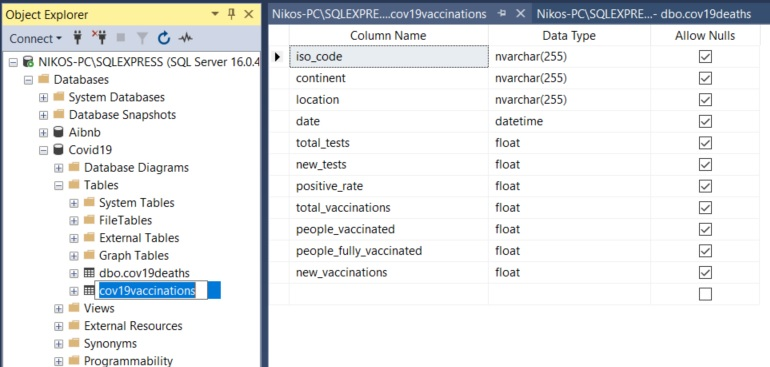 Object Explorer
Connect
NIKOS-PC\SQLEXPRESS (SQL Server 16.0.4
Databases
System Databases
Database Snapshots
Aibnb
Covid19
Database Diagrams
Tables
System Tables
FileTables
External Tables
Graph Tables
dbo.cov19deaths
cov19vaccinations
Views
External Resources
Synonyms
Programmability
Nikos-PC\SQLEXPRE....cov19vaccinations
Nikos-PC\SQLEXPRE...- dbo.cov19deaths
Column Name Data Type Allow Nulls
iso_code nvarchar(255)
continent nvarchar(255)
location nvarchar(255)
date datetime
total_tests float
new_tests float
positive_rate float
total_vaccinations float
people_vaccinated float
people_fully_vaccinated float
new_vaccinations float